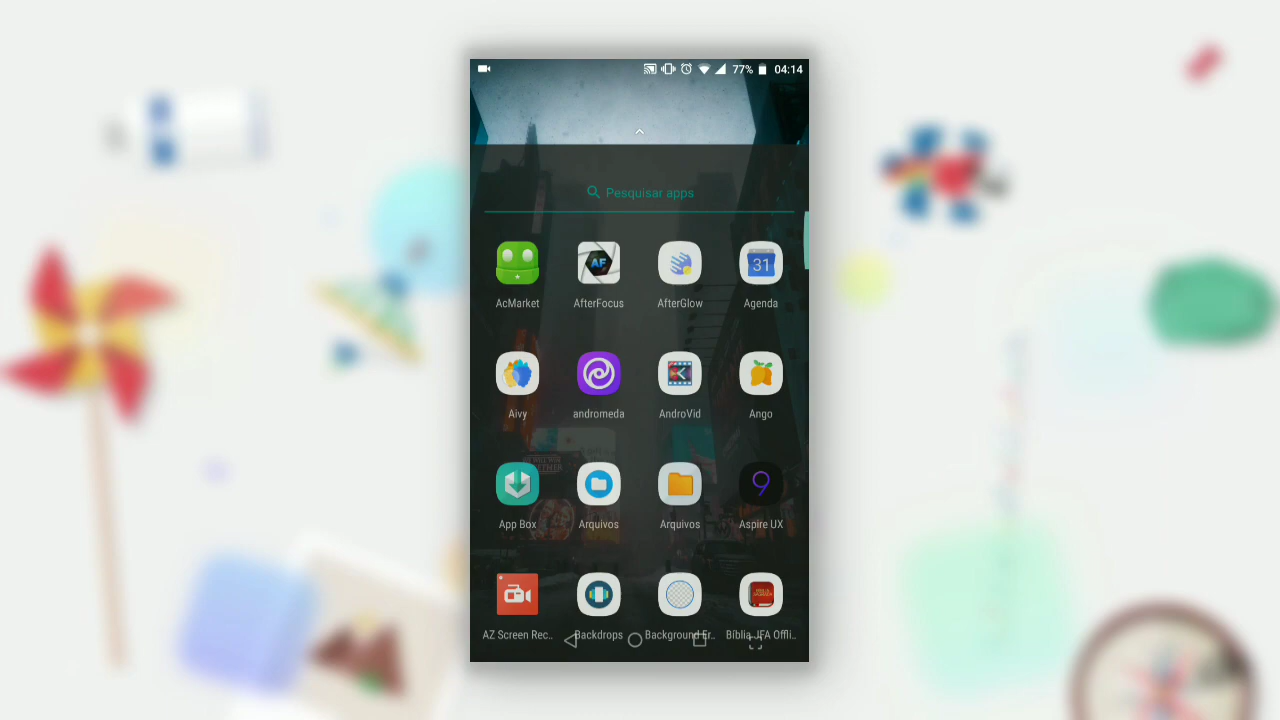 77% 04:14
Pesquisar apps
AF
31
AcMarket AfterFocus AfterGlow Agenda
Aivy andromeda AndroVid Ango
App Box Arquivos Arquivos Aspire UX
AZ Screen Rec.. Backdrops Background Er.. Bíblia JFA Offli..